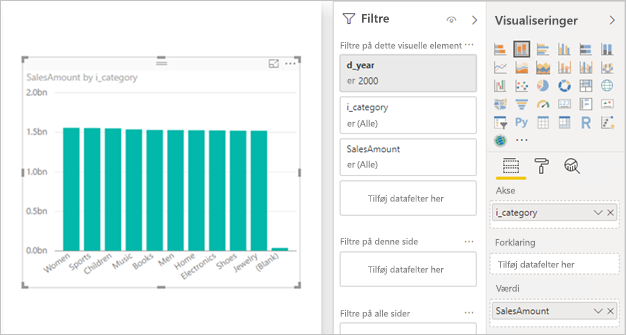 SalesAmount by i_category
2.0bn
1.5bn
1.0bn
0.5bn
0.0bn
Women
Sports
Children
Music
Books
Men
Home
Electronics
Shoes
Jewelry
(Blank)
Filtre
Filtre på dette visuelle element
d_year
er 2000
i_category
er (Alle)
SalesAmount
er (Alle)
Tilføj datafelter her
Filtre på denne side
Tilføj datafelter her
Filtre på alle sider
Visualiseringer
Py
R
Akse
i_category
Forklaring
Tilføj datafelter her
Værdi
SalesAmount